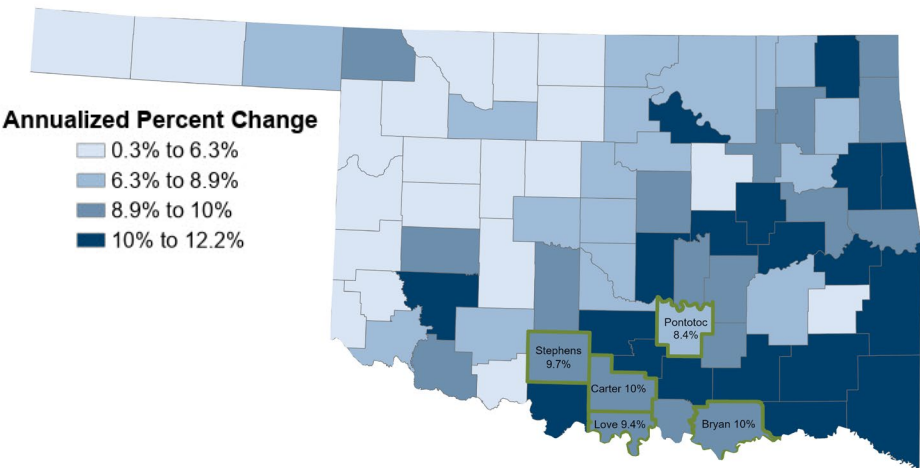 Annualized Percent Change
0.3% to 6.3%
6.3% to 8.9%
8.9% to 10%
10% to 12.2%
Pontotoc
8.4%
Stephens
9.7%
Carter 10%
Love 9.4%
Bryan 10%